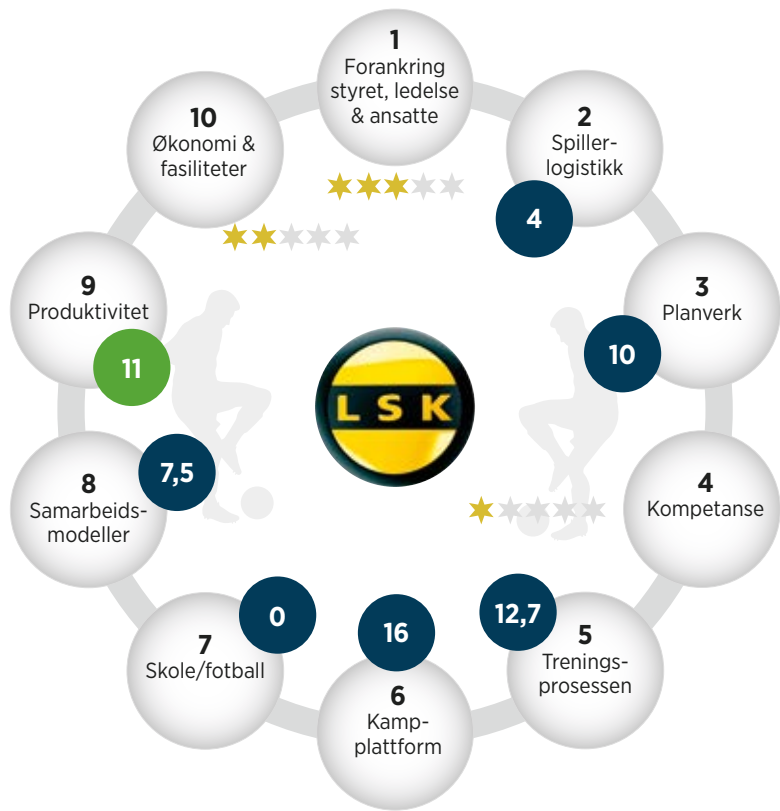 1
Forankring
styret, ledelse
& ansatte
2
Spiller-
logistikk
4
3
Planverk
10
4
Kompetanse
5
Trenings-
prosessen
12,7
6
Kamp-
plattform
16
7
Skole/fotball
0
8
Samarbeids-
modeller
7,5
9
Produktivitet
11
10
Økonomi &
fasiliteter
LSK